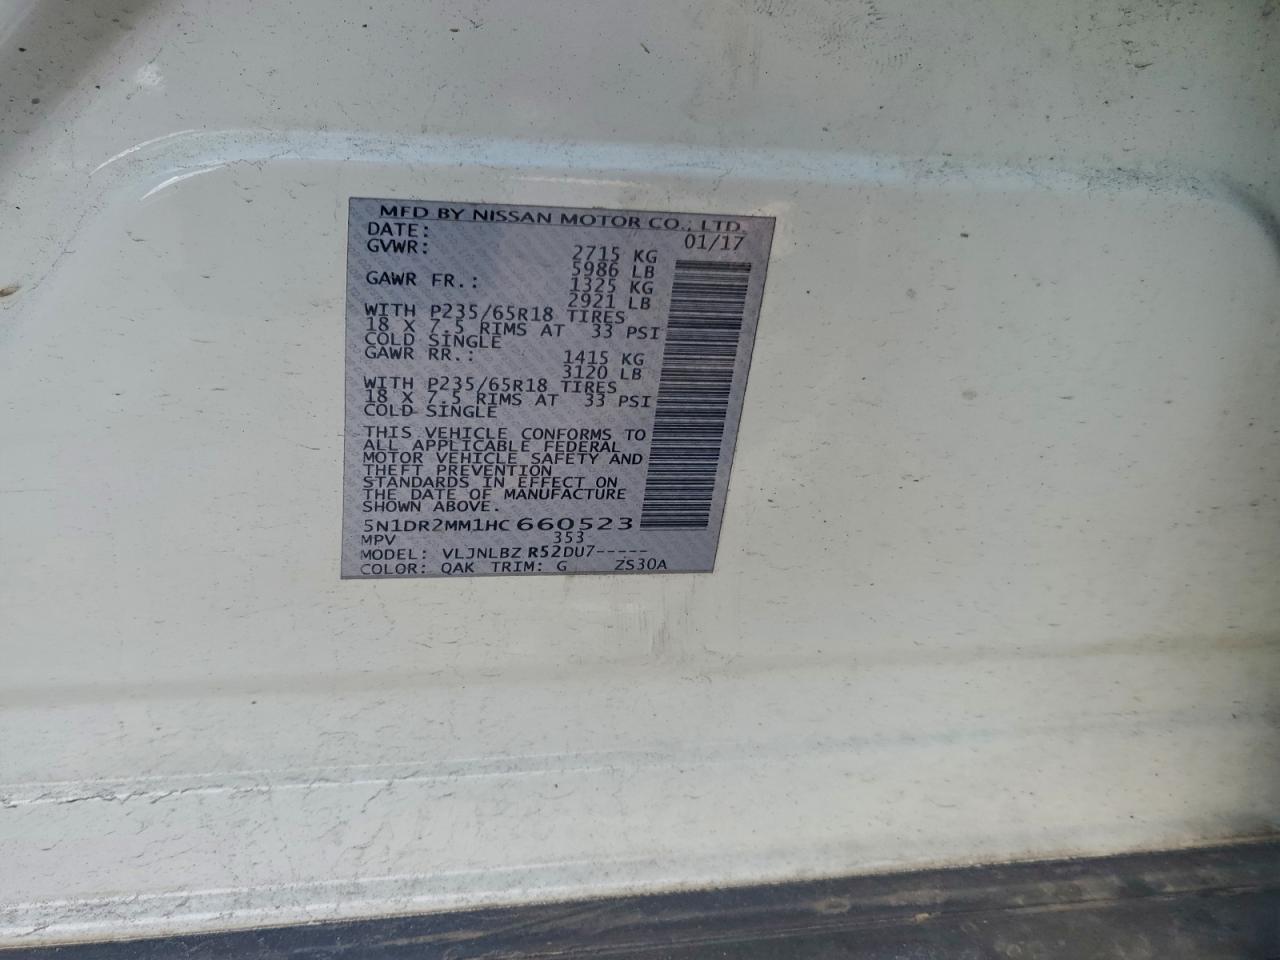 MFD BY NISSAN MOTOR CO., LTD.
DATE: 01/17
GVWR: 2715 KG
5986 LB
GAWR FR.: 1325 KG
2921 LB
WITH P235/65R18 TIRES
18 X 7.5 RIMS AT 33 PSI
COLD SINGLE
GAWR RR.: 1415 KG
3120 LB
WITH P235/65R18 TIRES
18 X 7.5 RIMS AT 33 PSI
COLD SINGLE
THIS VEHICLE CONFORMS TO
ALL APPLICABLE FEDERAL
MOTOR VEHICLE SAFETY AND
THEFT PREVENTION
STANDARDS IN EFFECT ON
THE DATE OF MANUFACTURE
SHOWN ABOVE.
5N1DR2MM1HC660523
MPV 353
MODEL: VLJNLBZ R52DU7-----
COLOR: QAK TRIM: G ZS30A